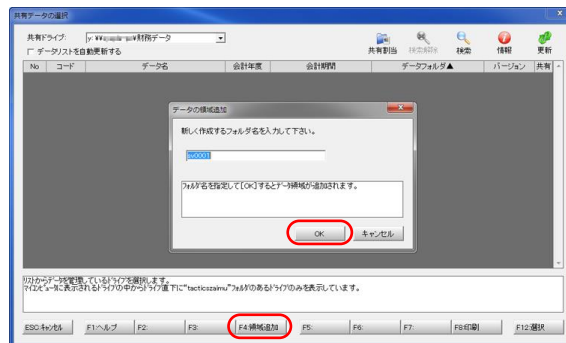 共有データの選択
共有ドライブ: y: ¥¥ ¥財務データ
データリストを自動更新する
共有割当 検索解除 検索 情報 更新
No コード データ名 会計年度 会計期間 データフォルダ▲ バージョン 共有
データの領域追加
新しく作成するフォルダ名を入力して下さい。
sv0001
フォルダ名を指定して[OK]するとデータ領域が追加されます。
OK キャンセル
リストからデータを管理しているドライブを選択します。
マイコンピュータに表示されるドライブの中からドライブ直下に"tacticszaimu"フォルダのあるドライブのみを表示しています。
ESC:キャンセル F1:ヘルプ F2: F3: F4:領域追加 F5: F6: F7: F8:印刷 F12:選択